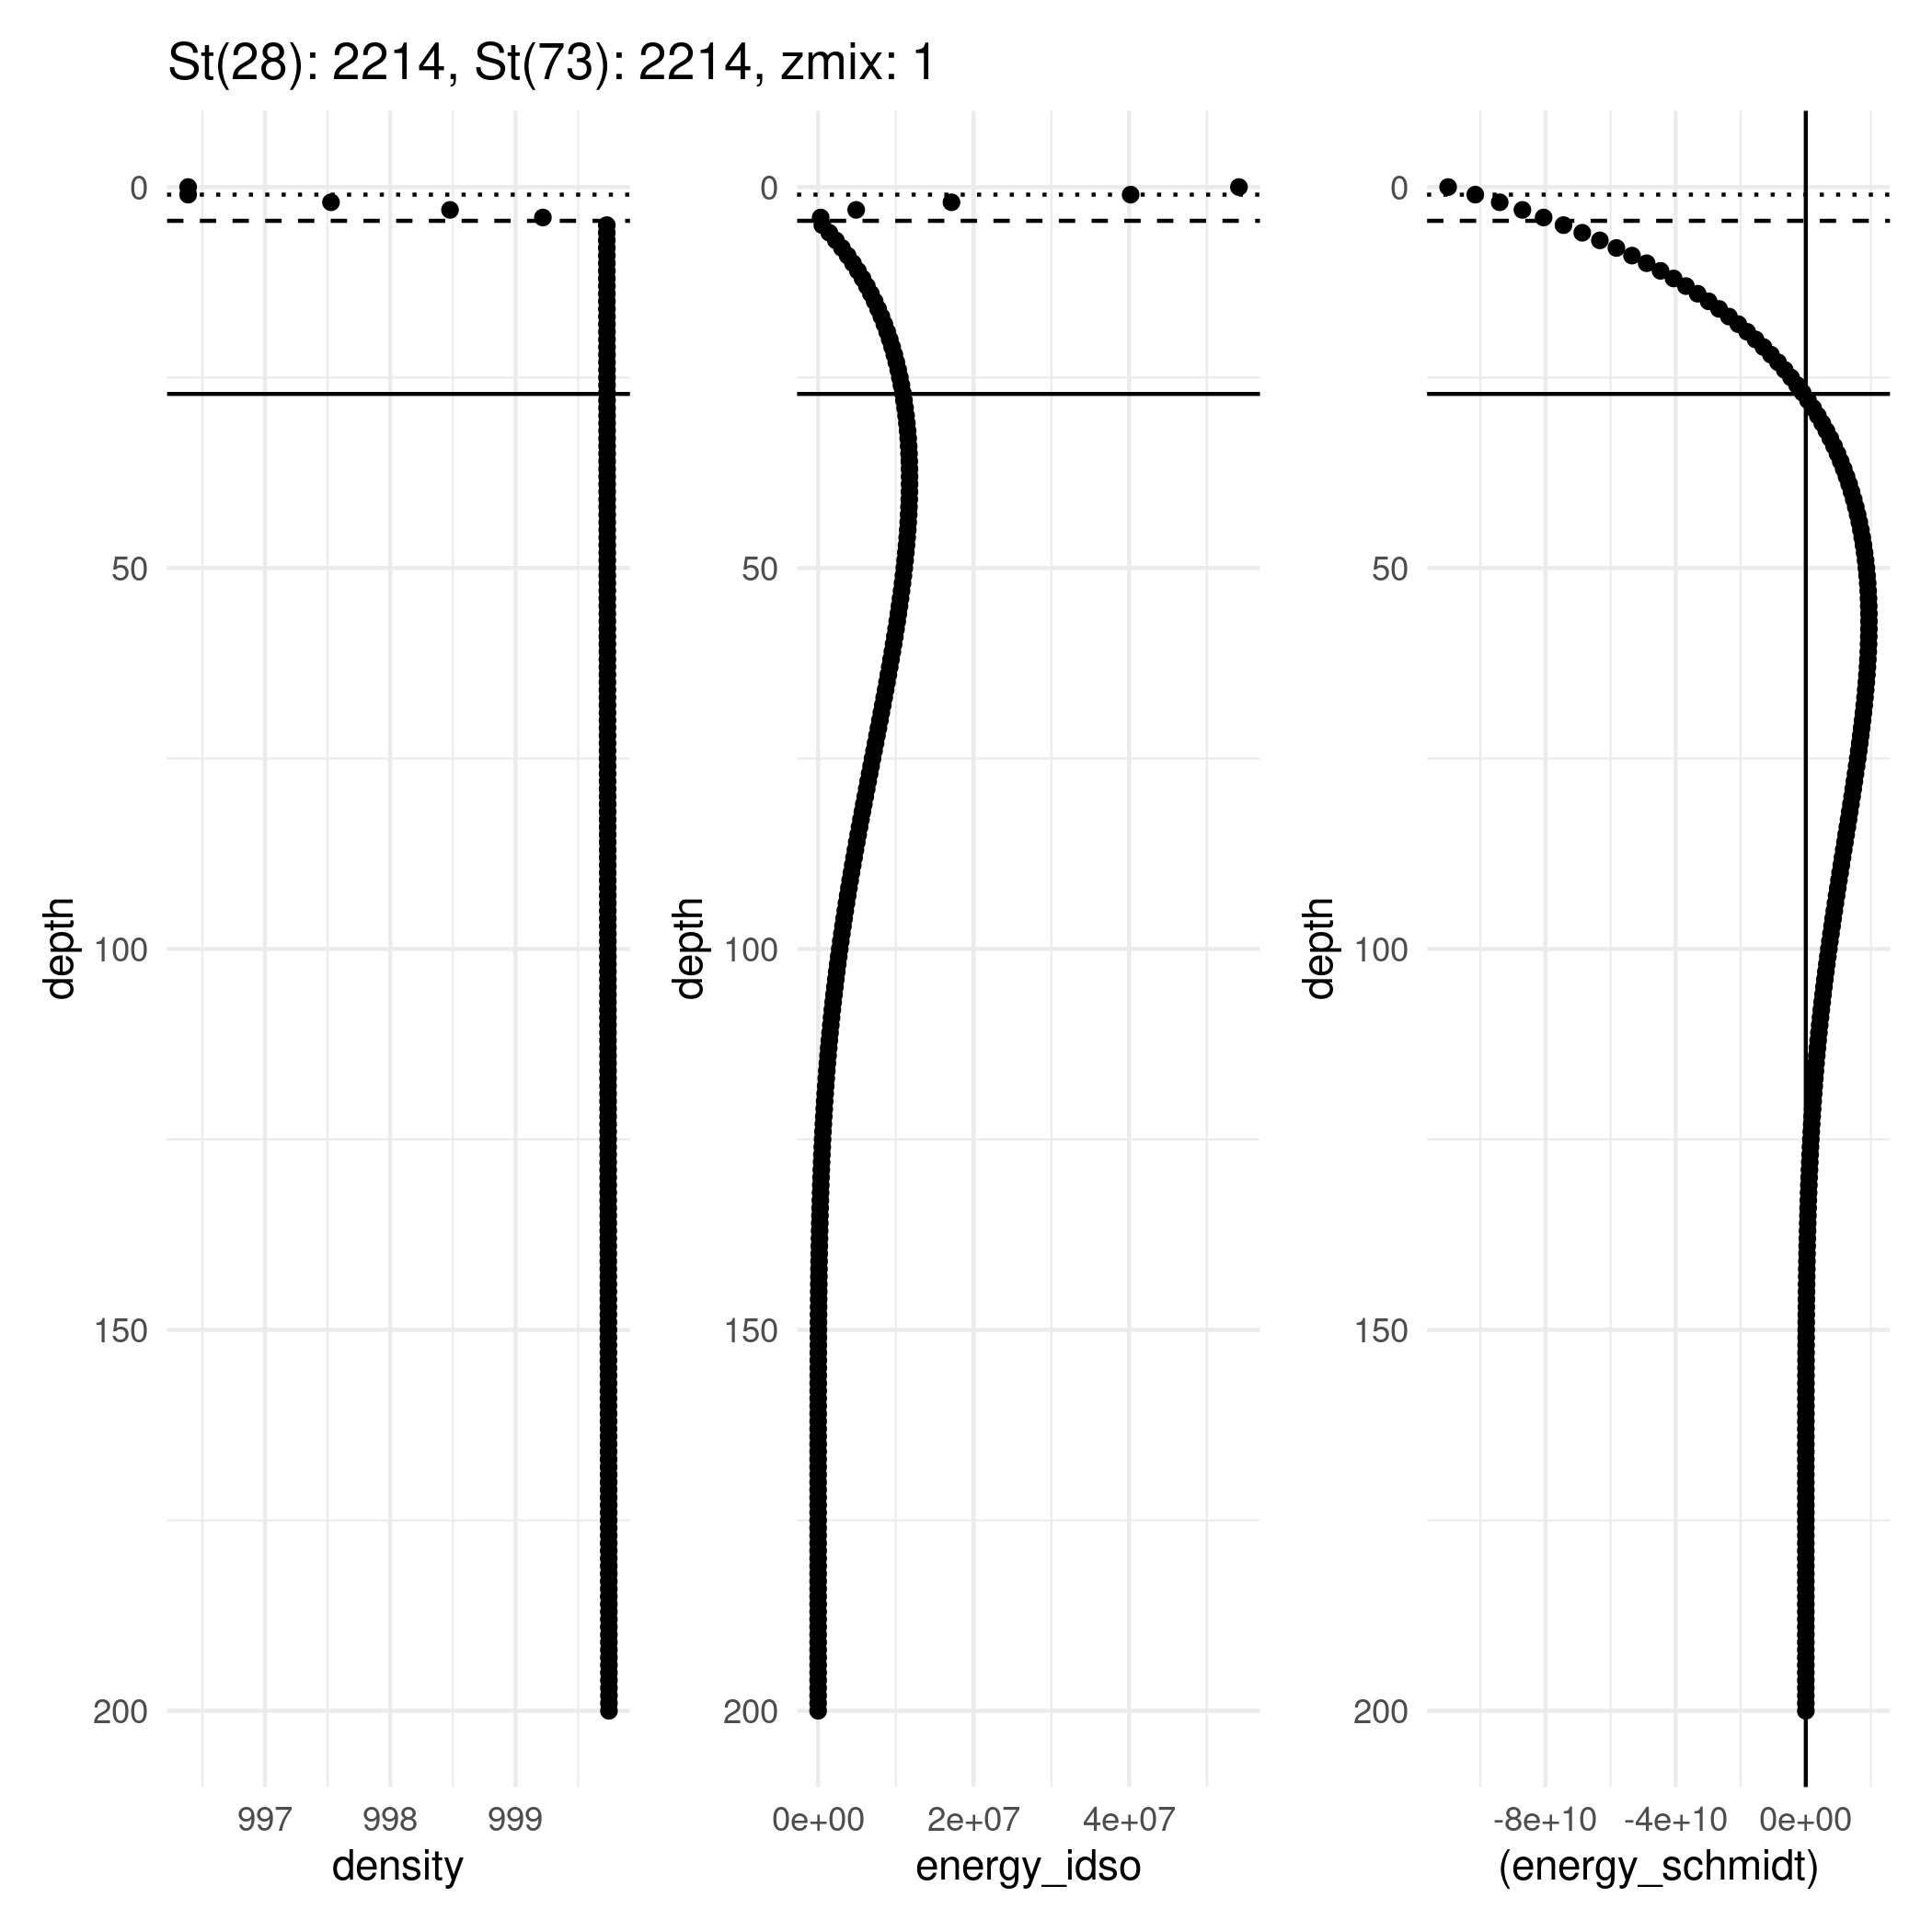 St(28): 2214, St(73): 2214, zmix: 1
0
50
100
150
200
depth
997 998 999
density
0
50
100
150
200
depth
0e+00 2e+07 4e+07
energy_idso
0
50
100
150
200
depth
-8e+10 -4e+10 0e+00
(energy_schmidt)